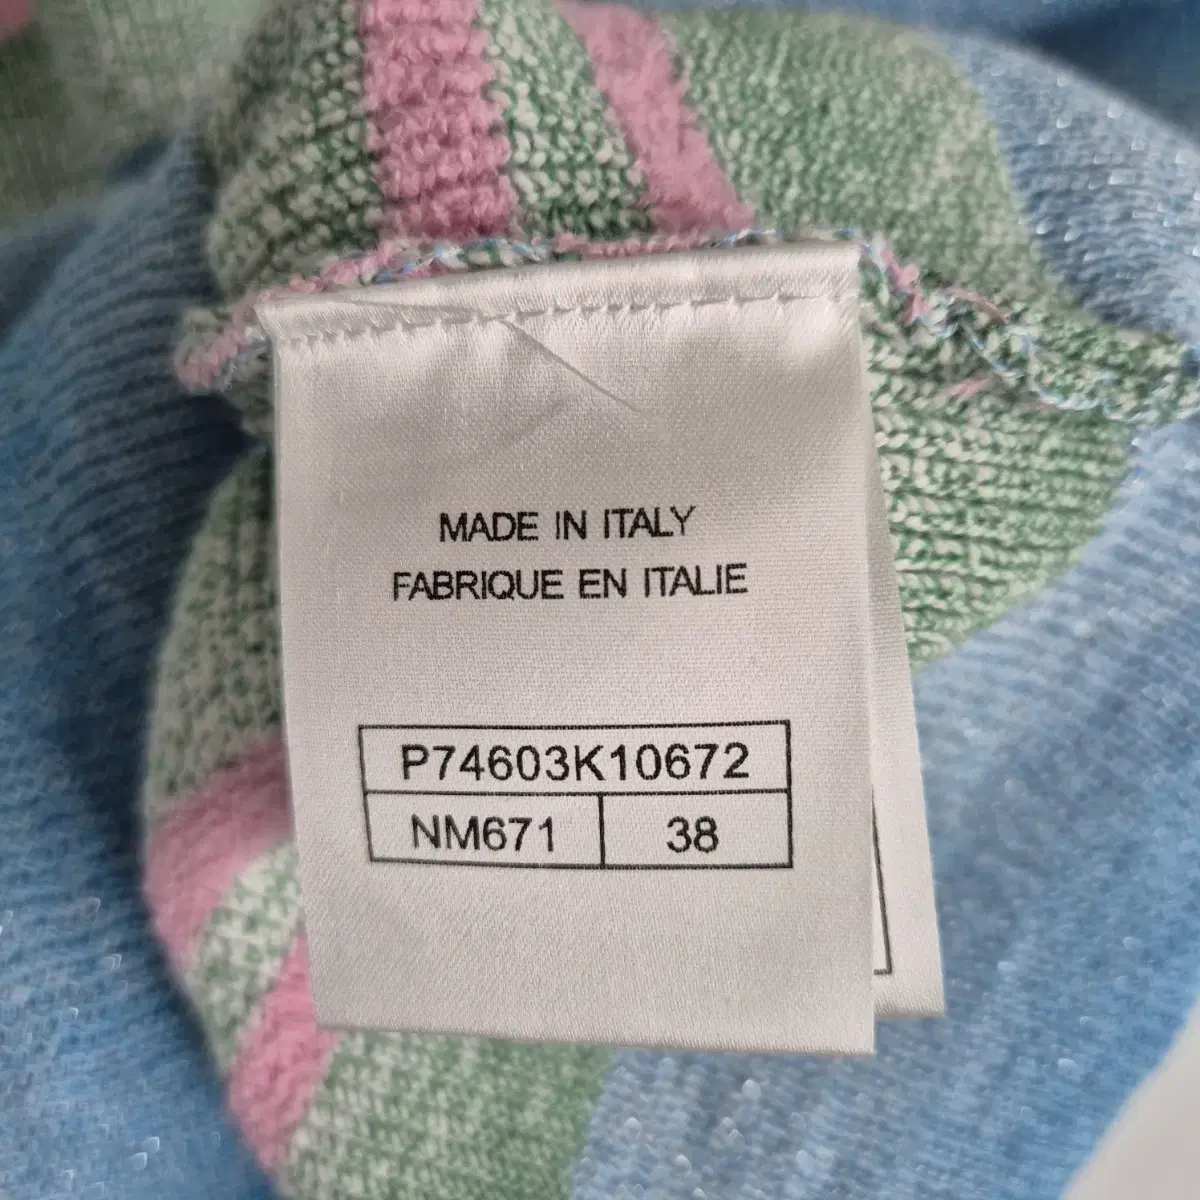 MADE IN ITALY
FABRIQUE EN ITALIE
P74603K10672
NM671 38